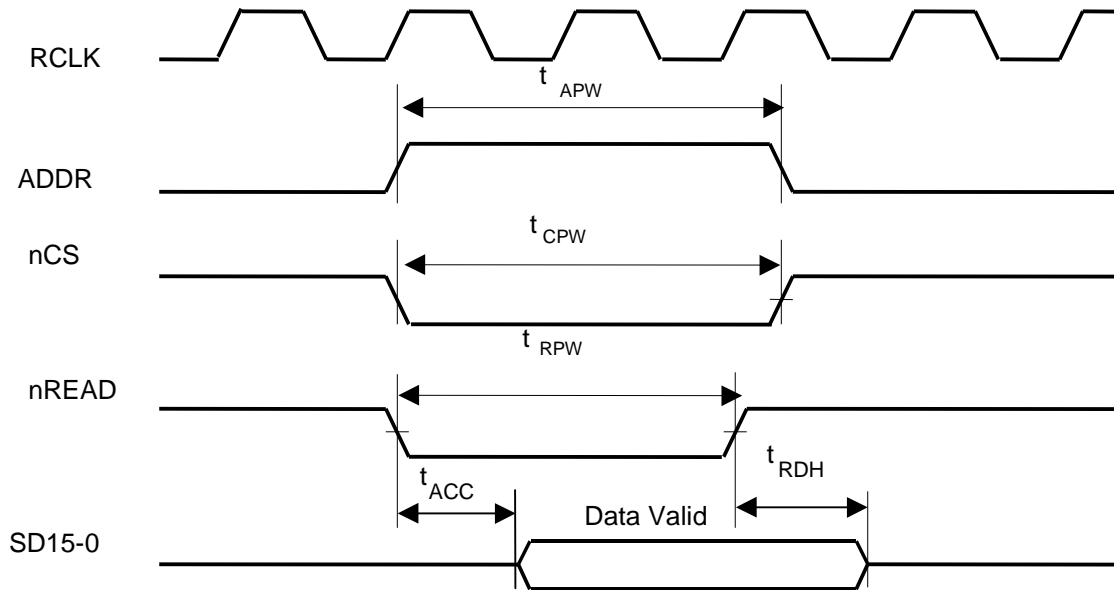 RCLK
t APW
ADDR
t CPW
nCS
t RPW
nREAD
t ACC
t RDH
Data Valid
SD15-0